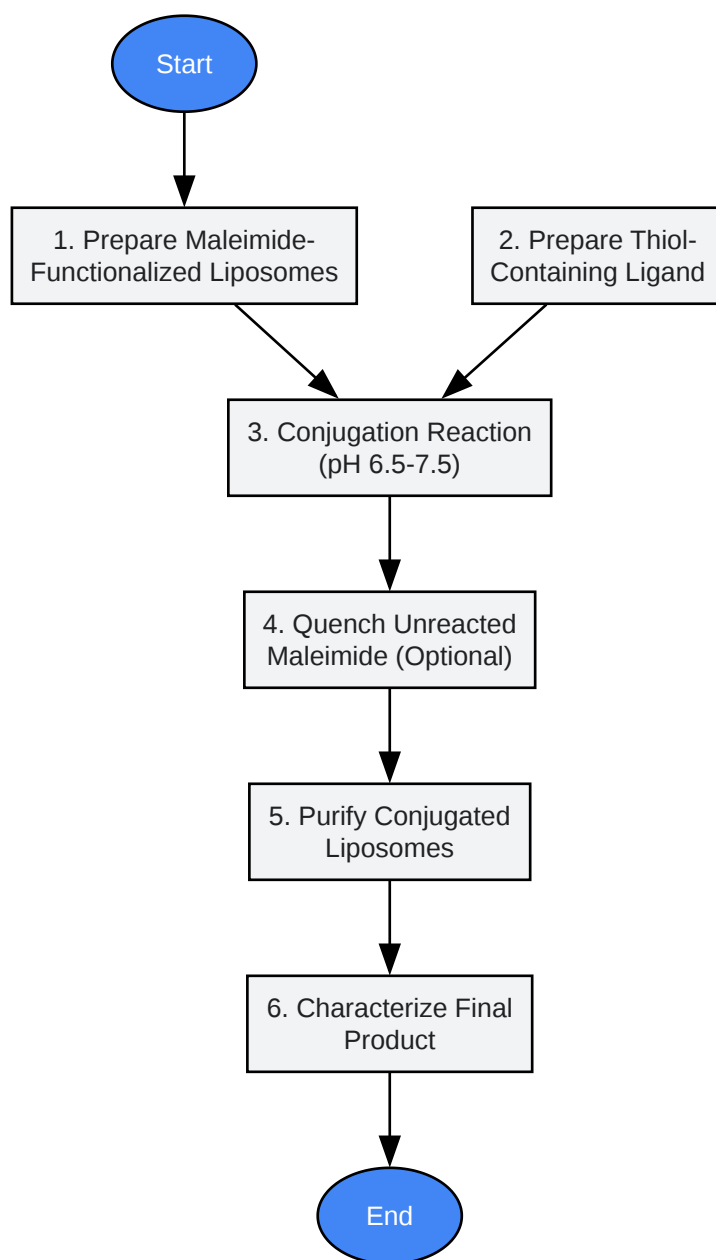 Start
1. Prepare Maleimide-
Functionalized Liposomes
2. Prepare Thiol-
Containing Ligand
3. Conjugation Reaction
(pH 6.5-7.5)
4. Quench Unreacted
Maleimide (Optional)
5. Purify Conjugated
Liposomes
6. Characterize Final
Product
End